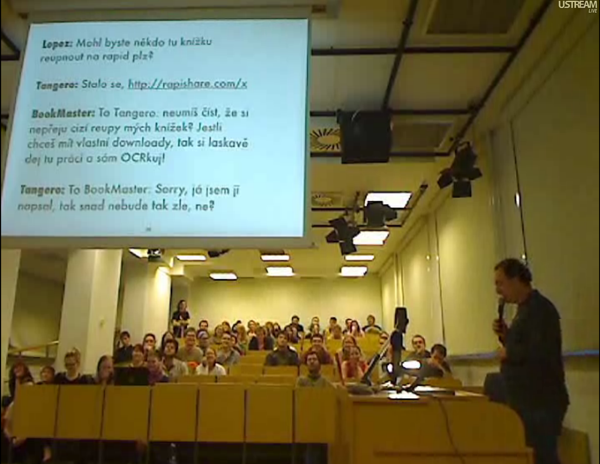 USTREAM
LIVE
Lopez: Mohl byste někdo tu knížku
reupnout na rapid plz?
Tangero: Stalo se, http://rapishare.com/x
BookMaster: To Tangero: neumíš číst, že si
nepřeju cizí reupy mých knížek? Jestli
chceš mít vlastní downloady, tak si laskavě
dej tu práci a sám OCRkuj!
Tangero: To BookMaster: Sorry, já jsem ji
napsal, tak snad nebude tak zle, ne?